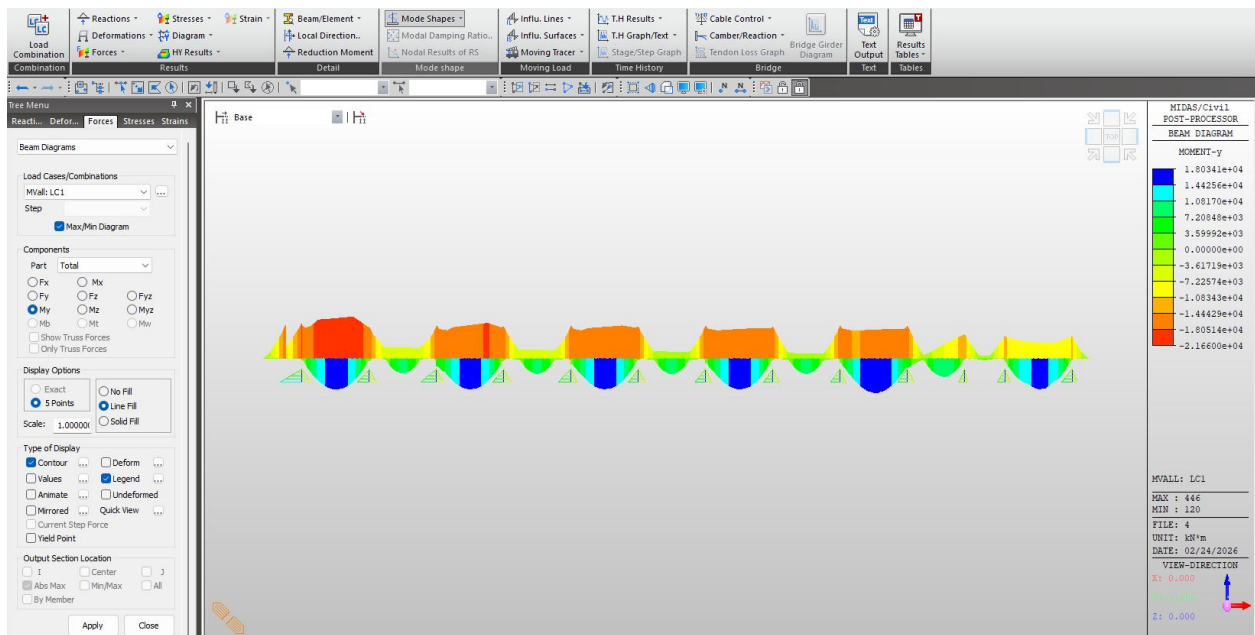 Load
Combination
Combination
Reactions
Deformations
Forces
Stresses
Diagram
HY Results
Strain
Results
Beam/Element
Local Direction..
Reduction Moment
Detail
Mode Shapes
Modal Damping Ratio..
Nodal Results of RS
Mode shape
Influ. Lines
Influ. Surfaces
Moving Tracer
Moving Load
T.H Results
T.H Graph/Text
Stage/Step Graph
Time History
Cable Control
Camber/Reaction
Tendon Loss Graph
Bridge Girder
Diagram
Bridge
Text
Text
Output
Text
Results
Tables
Tables
Tree Menu
Reacti... Defor... Forces Stresses Strains
Beam Diagrams
Load Cases/Combinations
MVall: LC1
...
Step
Max/Min Diagram
Components
Part Total
Fx Mx
Fy Fz Fyz
My Mz Myz
Mb Mt Mw
Show Truss Forces
Only Truss Forces
Display Options
Exact
5 Points
No Fill
Line Fill
Solid Fill
Scale: 1.00000
Type of Display
Contour ... Deform ...
Values ... Legend ...
Animate ... Undeformed
Mirrored ... Quick View ...
Current Step Force
Yield Point
Output Section Location
I Center J
Abs Max Min/Max All
By Member
Apply Close
Base
TOP
MIDAS/Civil
POST-PROCESSOR
BEAM DIAGRAM
MOMENT-y
1.80341e+04
1.44256e+04
1.08170e+04
7.20848e+03
3.59992e+03
0.00000e+00
-3.61719e+03
-7.22574e+03
-1.08343e+04
-1.44429e+04
-1.80514e+04
-2.16600e+04
MVALL: LC1
MAX : 446
MIN : 120
FILE: 4
UNIT: kN*m
DATE: 02/24/2026
VIEW-DIRECTION
X: 0.000
Z: 0.000